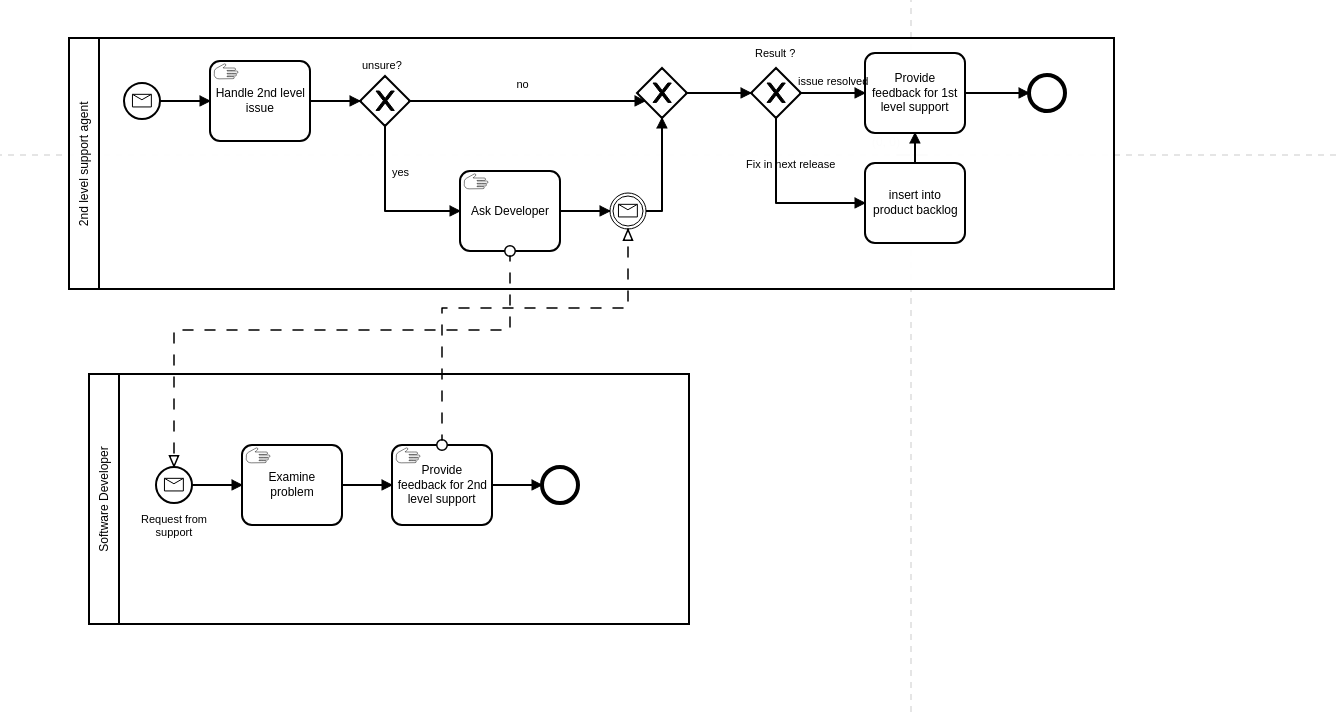 2nd level support agent
Handle 2nd level
issue
unsure?
no
yes
Ask Developer
Result ?
issue resolved
Fix in next release
Provide
feedback for 1st
level support
insert into
product backlog
Software Developer
Request from
support
Examine
problem
Provide
feedback for 2nd
level support